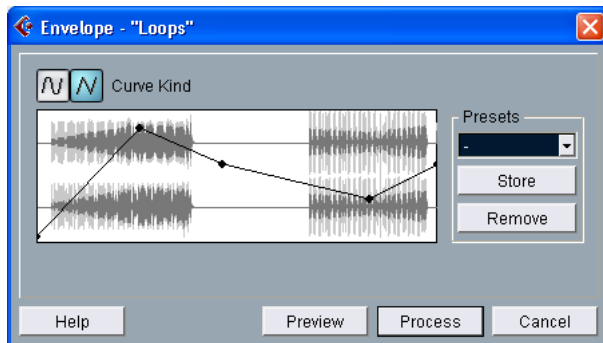 Envelope - "Loops"
Curve Kind
Presets
-
Store
Remove
Help
Preview
Process
Cancel